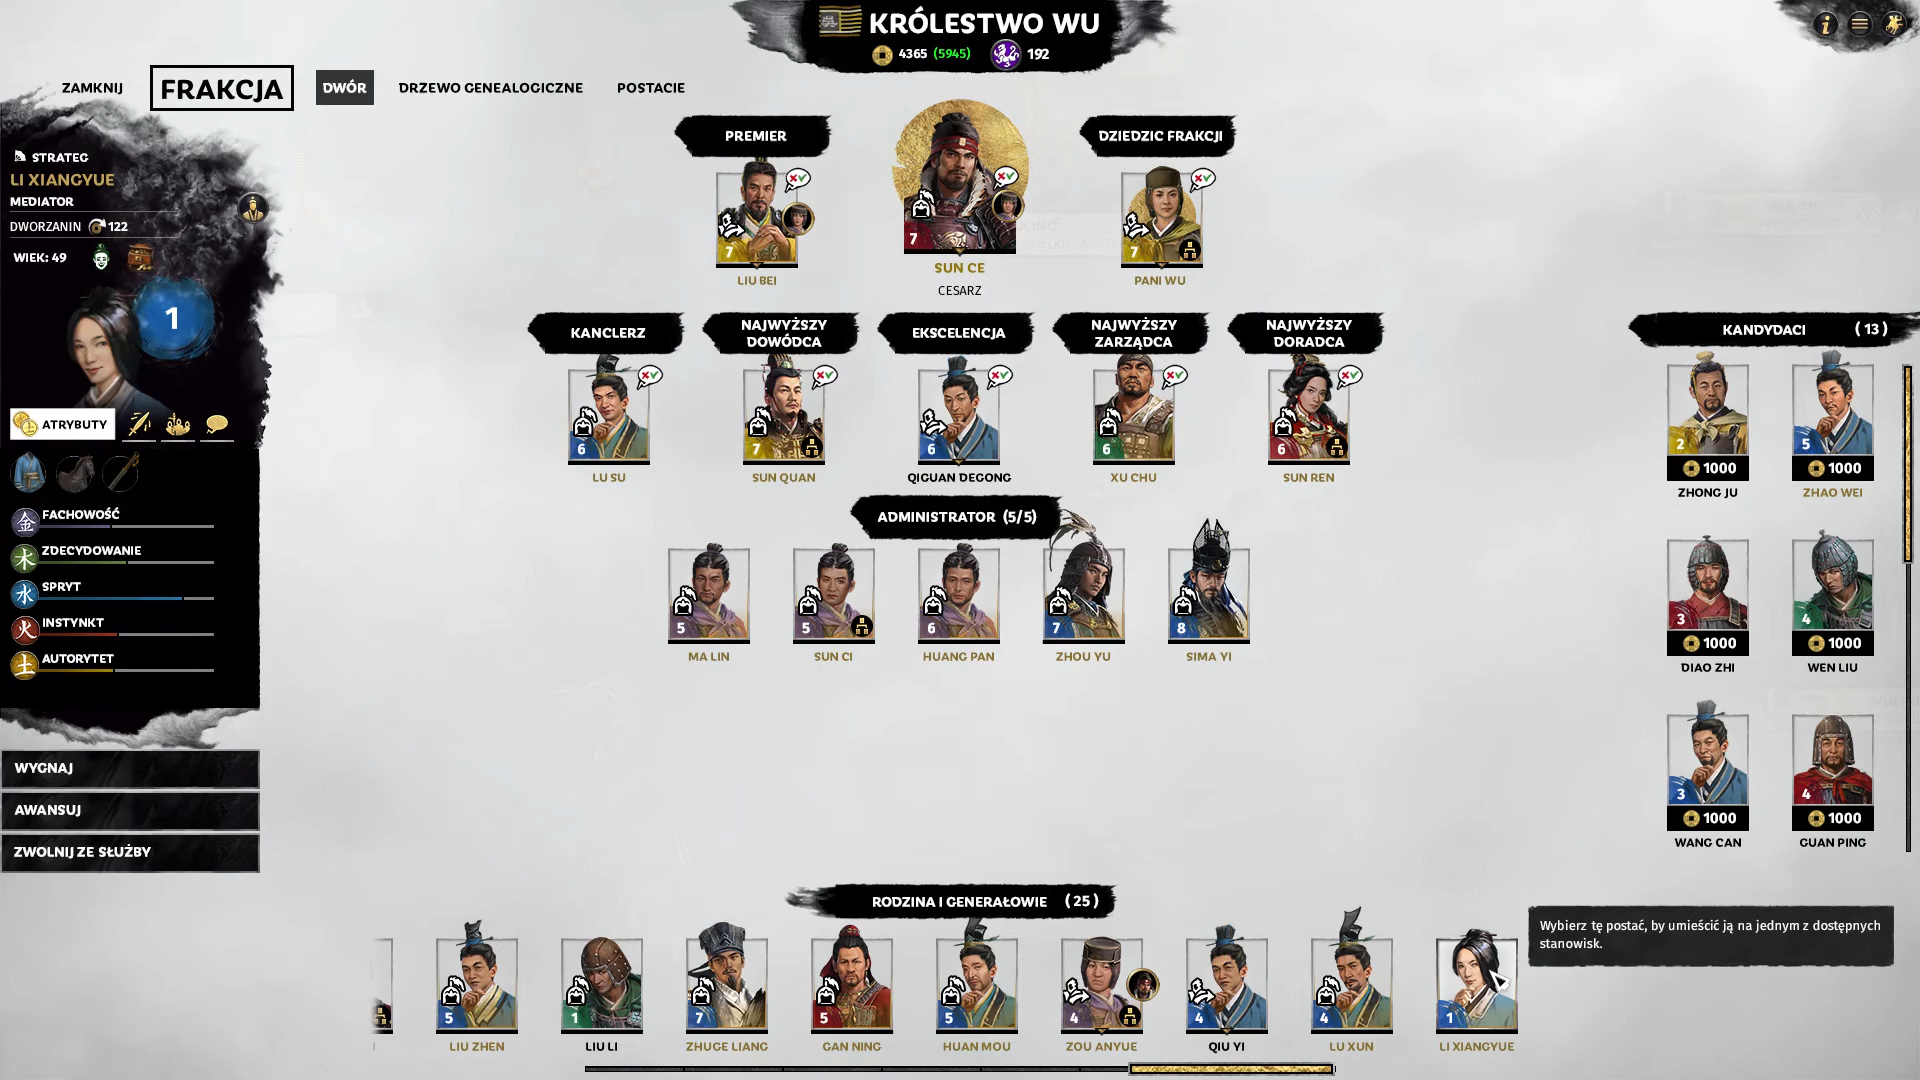 KRÓLESTWO WU
4365 (5945) 192
ZAMKNIJ FRAKCJA DWÓR DRZEWO GENEALOGICZNE POSTACIE
STRATEG
LI XIANGYUE
MEDIATOR
DWORZANIN 122
WIEK: 49
1
ATRYBUTY
金 FACHOWOŚĆ
木 ZDECYDOWANIE
水 SPRYT
火 INSTYNKT
土 AUTORYTET
WYGNAJ
AWANSUJ
ZWOLNIJ ZE SŁUŻBY
PREMIER
7
LIU BEI
7
SUN CE
CESARZ
DZIEDZIC FRAKCJI
7
PANI WU
KANCLERZ
6
LU SU
NAJWYŻSZY
DOWÓDCA
7
SUN QUAN
EKSCELENCJA
6
QIGUAN DEGONG
NAJWYŻSZY
ZARZĄDCA
6
XU CHU
NAJWYŻSZY
DORADCA
6
SUN REN
ADMINISTRATOR (5/5)
5 5 6 7 8
MA LIN SUN CI HUANG PAN ZHOU YU SIMA YI
KANDYDACI (13)
2 5
1000 1000
ZHONG JU ZHAO WEI
3 4
1000 1000
DIAO ZHI WEN LIU
3 4
1000 1000
WANG CAN GUAN PING
RODZINA I GENERAŁOWIE (25)
5 1 7 5 5 4 4 4 1
LIU ZHEN LIU LI ZHUGE LIANG GAN NING HUAN MOU ZOU ANYUE QIU YI LU XUN LI XIANGYUE
Wybierz tę postać, by umieścić ją na jednym z dostępnych
stanowisk.